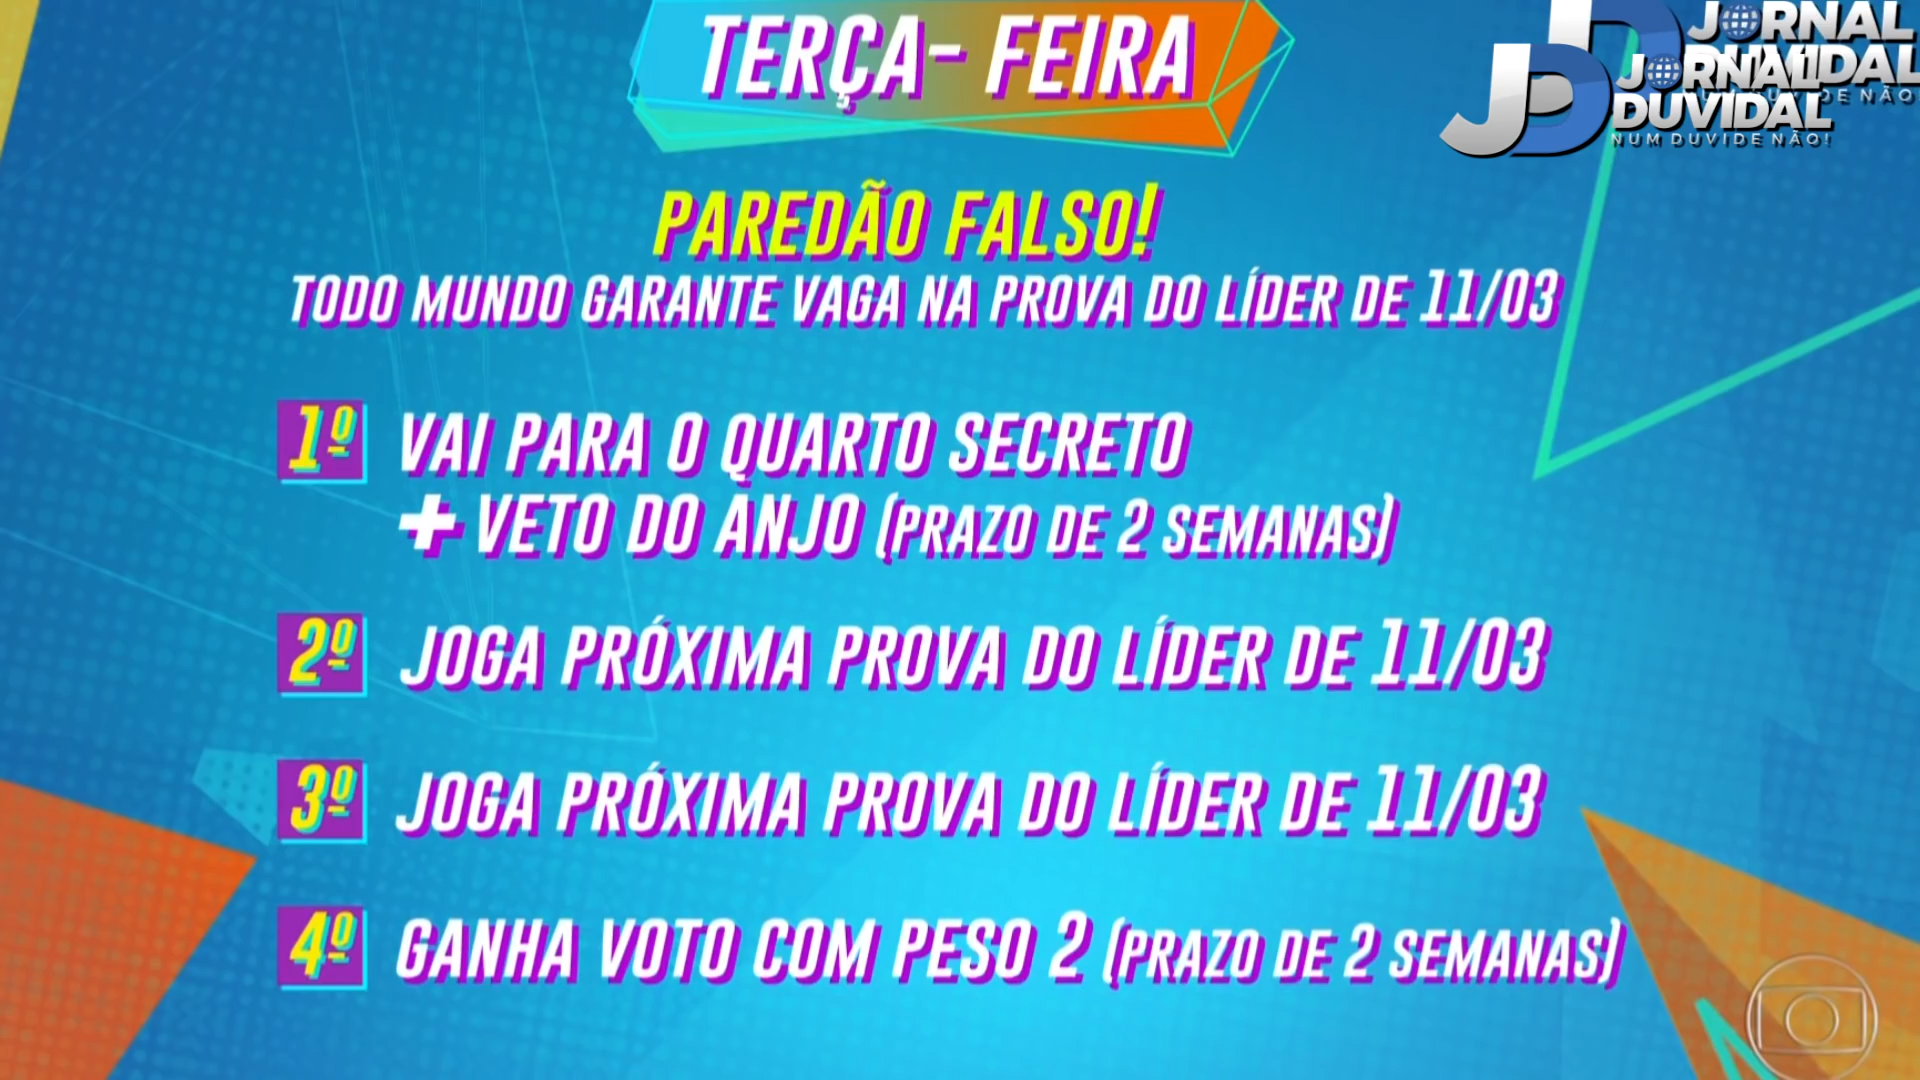 TERÇA- FEIRA
JORNAL
DUVIDAL
NUM DUVIDE NÃO!
PAREDÃO FALSO!
TODO MUNDO GARANTE VAGA NA PROVA DO LÍDER DE 11/03
1º VAI PARA O QUARTO SECRETO
+ VETO DO ANJO (PRAZO DE 2 SEMANAS)
2º JOGA PRÓXIMA PROVA DO LÍDER DE 11/03
3º JOGA PRÓXIMA PROVA DO LÍDER DE 11/03
4º GANHA VOTO COM PESO 2 (PRAZO DE 2 SEMANAS)